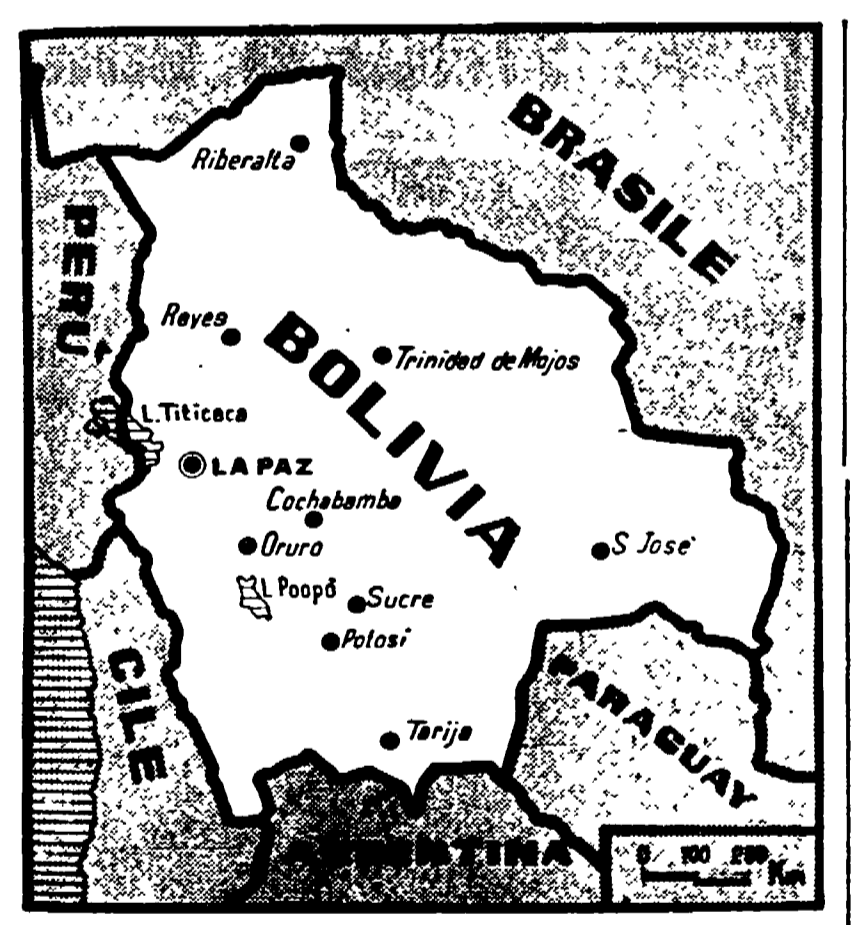 BRASILE
Riberalta
PERU
Reyes
BOLIVIA
Trinidad de Mojos
L. Titicaca
LA PAZ
Cochabamba
Oruro
S José
L Poopó
Sucre
Potosí
CILE
PARAGUAY
Tarija
ARGENTINA
0 100 200 Km